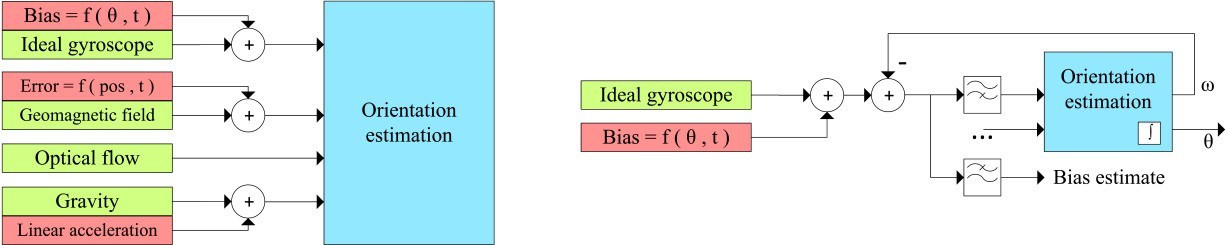 Bias = f ( θ , t )
Ideal gyroscope
+
Error = f ( pos , t )
Geomagnetic field
+
Optical flow
Gravity
+
Linear acceleration
Orientation
estimation
Ideal gyroscope
Bias = f ( θ , t )
+
+
-
...
Orientation
estimation
∫
ω
θ
Bias estimate